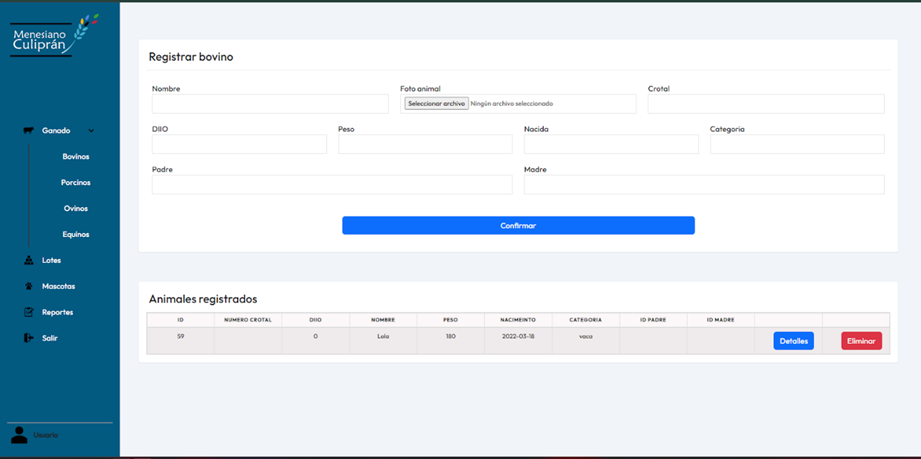 Menesiano
Culiprán
Ganado
Bovinos
Porcinos
Ovinos
Equinos
Lotes
Mascotas
Reportes
Salir
Usuario
Registrar bovino
Nombre Foto animal Crotal
Seleccionar archivo Ningún archivo seleccionado
DIIO Peso Nacida Categoria
Padre Madre
Confirmar
Animales registrados
ID NUMERO CROTAL DIIO NOMBRE PESO NACIMEINTO CATEGORIA ID PADRE ID MADRE
59 0 Lola 180 2022-03-18 vaca Detalles Eliminar